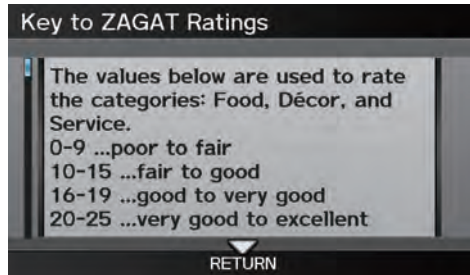 Key to ZAGAT Ratings
The values below are used to rate
the categories: Food, Décor, and
Service.
0-9 ...poor to fair
10-15 ...fair to good
16-19 ...good to very good
20-25 ...very good to excellent
RETURN